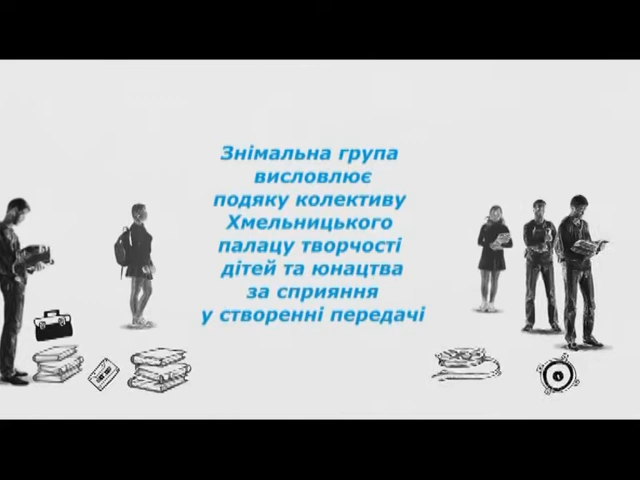 Знімальна група
висловлює
подяку колективу
Хмельницького
палацу творчості
дітей та юнацтва
за сприяння
у створенні передачі